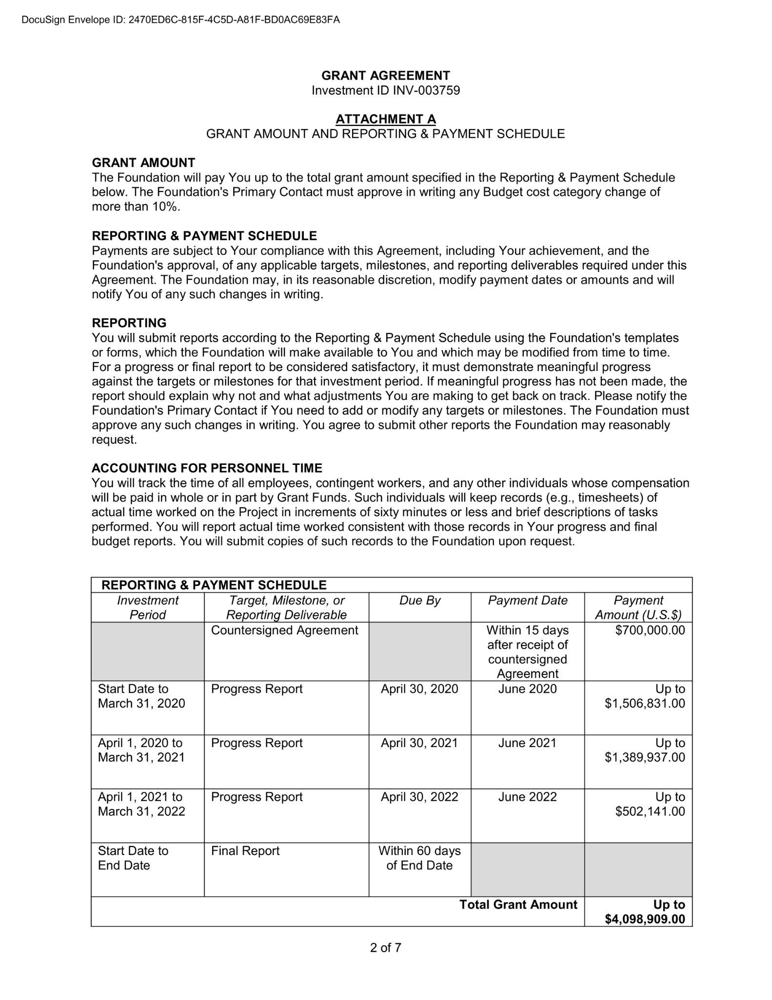 DocuSign Envelope ID: 2470ED6C-815F-4C5D-A81F-BD0AC69E83FA
GRANT AGREEMENT
Investment ID INV-003759
ATTACHMENT A
GRANT AMOUNT AND REPORTING & PAYMENT SCHEDULE
GRANT AMOUNT
The Foundation will pay You up to the total grant amount specified in the Reporting & Payment Schedule
below. The Foundation's Primary Contact must approve in writing any Budget cost category change of
more than 10%.
REPORTING & PAYMENT SCHEDULE
Payments are subject to Your compliance with this Agreement, including Your achievement, and the
Foundation's approval, of any applicable targets, milestones, and reporting deliverables required under this
Agreement. The Foundation may, in its reasonable discretion, modify payment dates or amounts and will
notify You of any such changes in writing.
REPORTING
You will submit reports according to the Reporting & Payment Schedule using the Foundation's templates
or forms, which the Foundation will make available to You and which may be modified from time to time.
For a progress or final report to be considered satisfactory, it must demonstrate meaningful progress
against the targets or milestones for that investment period. If meaningful progress has not been made, the
report should explain why not and what adjustments You are making to get back on track. Please notify the
Foundation's Primary Contact if You need to add or modify any targets or milestones. The Foundation must
approve any such changes in writing. You agree to submit other reports the Foundation may reasonably
request.
ACCOUNTING FOR PERSONNEL TIME
You will track the time of all employees, contingent workers, and any other individuals whose compensation
will be paid in whole or in part by Grant Funds. Such individuals will keep records (e.g., timesheets) of
actual time worked on the Project in increments of sixty minutes or less and brief descriptions of tasks
performed. You will report actual time worked consistent with those records in Your progress and final
budget reports. You will submit copies of such records to the Foundation upon request.
REPORTING & PAYMENT SCHEDULE
Investment
Period
Target, Milestone, or
Reporting Deliverable
Due By
Payment Date
Payment
Amount (U.S.$)
Countersigned Agreement
Within 15 days
after receipt of
countersigned
Agreement
$700,000.00
Start Date to
March 31, 2020
Progress Report
April 30, 2020
June 2020
Up to
$1,506,831.00
April 1, 2020 to
March 31, 2021
Progress Report
April 30, 2021
June 2021
Up to
$1,389,937.00
April 1, 2021 to
March 31, 2022
Progress Report
April 30, 2022
June 2022
Up to
$502,141.00
Start Date to
End Date
Final Report
Within 60 days
of End Date
Total Grant Amount
Up to
$4,098,909.00
2 of 7